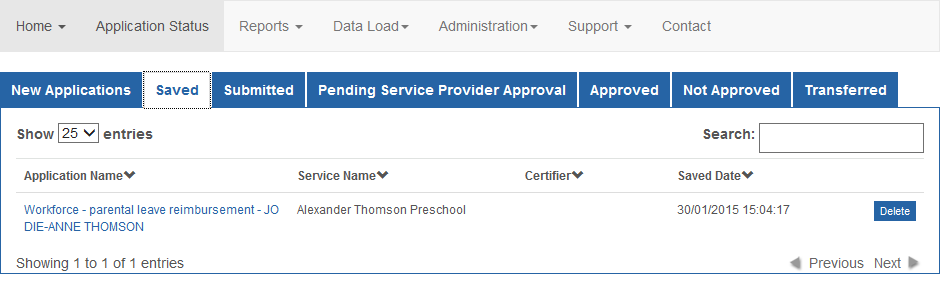 Home Application Status Reports Data Load Administration Support Contact
New Applications Saved Submitted Pending Service Provider Approval Approved Not Approved Transferred
Show 25 entries Search:
Application Name Service Name Certifier Saved Date
Workforce - parental leave reimbursement - JO Alexander Thomson Preschool 30/01/2015 15:04:17 Delete
DIE-ANNE THOMSON
Showing 1 to 1 of 1 entries Previous Next